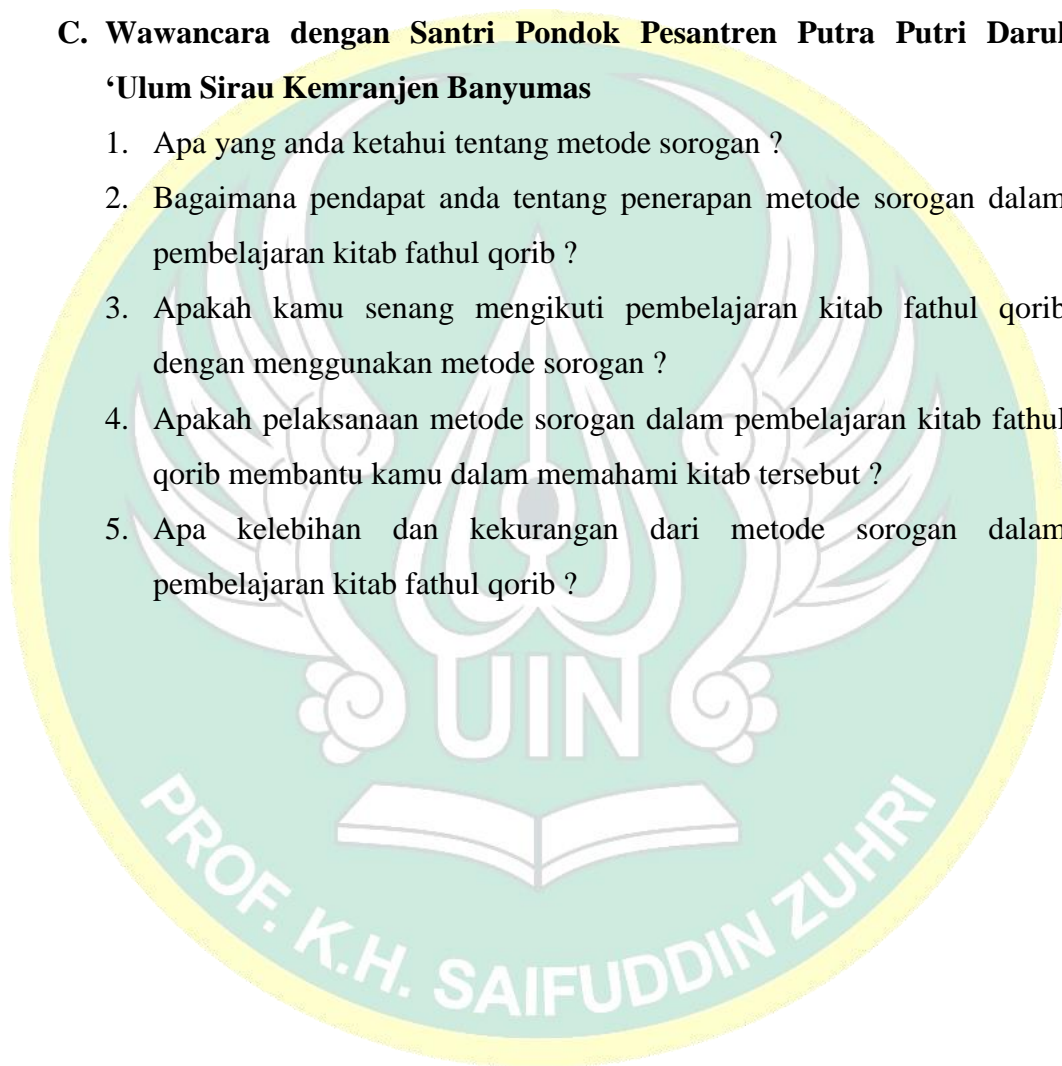 C. Wawancara dengan Santri Pondok Pesantren Putra Putri Darul
‘Ulum Sirau Kemranjen Banyumas
1. Apa yang anda ketahui tentang metode sorogan ?
2. Bagaimana pendapat anda tentang penerapan metode sorogan dalam
pembelajaran kitab fathul qorib ?
3. Apakah kamu senang mengikuti pembelajaran kitab fathul qorib
dengan menggunakan metode sorogan ?
4. Apakah pelaksanaan metode sorogan dalam pembelajaran kitab fathul
qorib membantu kamu dalam memahami kitab tersebut ?
5. Apa kelebihan dan kekurangan dari metode sorogan dalam
pembelajaran kitab fathul qorib ?
UIN
PROF. K.H. SAIFUDDIN ZUHRI